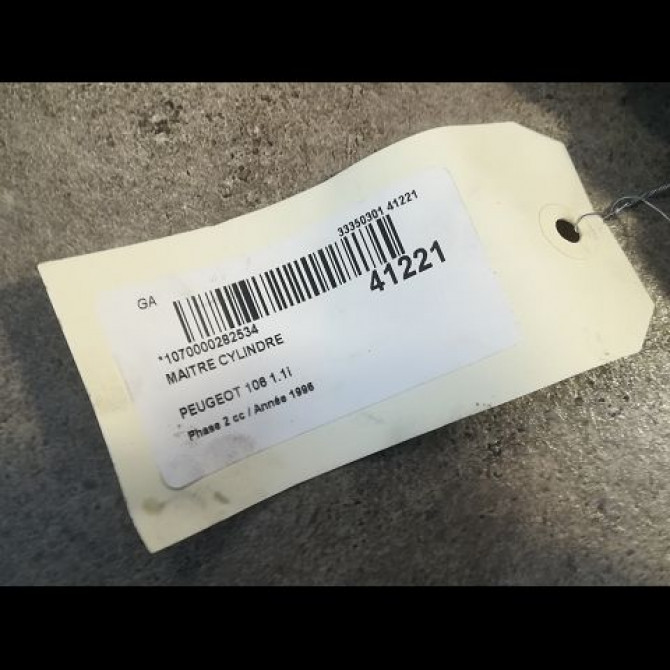 33350301 41221
GA
41221
*1070000282534
MAITRE CYLINDRE
PEUGEOT 106 1.1i
Phase 2 cc / Année 1996